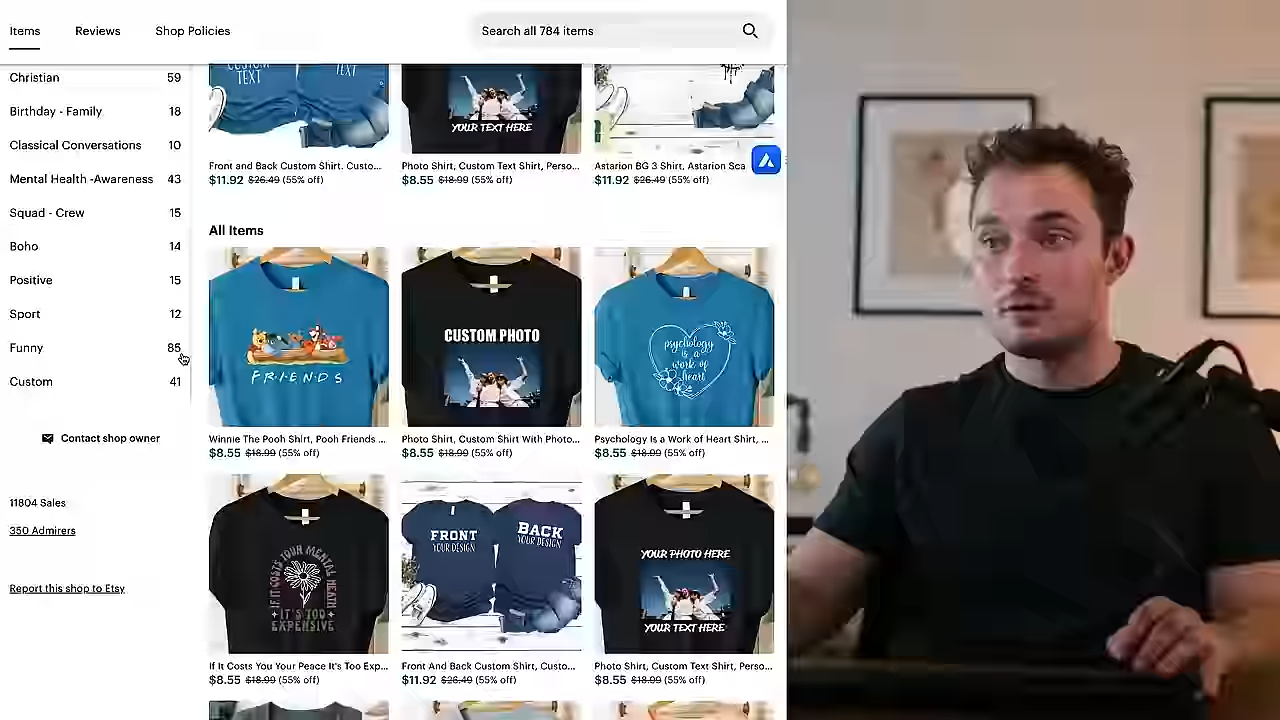 Items
Reviews
Shop Policies
Search all 784 items
Christian 59
Birthday - Family 18
Classical Conversations 10
Mental Health -Awareness 43
Squad - Crew 15
Boho 14
Positive 15
Sport 12
Funny 85
Custom 41
Contact shop owner
11804 Sales
350 Admirers
Report this shop to Etsy
CUSTOM
TEXT
TEXT
YOUR TEXT HERE
Front and Back Custom Shirt, Custo...
$11.92 $26.49 (55% off)
Photo Shirt, Custom Text Shirt, Perso...
$8.55 $18.99 (55% off)
Astarion BG 3 Shirt, Astarion Sca
$11.92 $26.49 (55% off)
All Items
F·R·I·E·N·D·S
CUSTOM PHOTO
psychology
is a
work of
heart
Winnie The Pooh Shirt, Pooh Friends ...
$8.55 $18.99 (55% off)
Photo Shirt, Custom Shirt With Photo...
$8.55 $18.99 (55% off)
Psychology Is a Work of Heart Shirt, ...
$8.55 $18.99 (55% off)
IF IT COSTS YOUR MENTAL HEALTH
IT'S TOO
EXPENSIVE
FRONT
YOUR DESIGN
BACK
YOUR DESIGN
YOUR PHOTO HERE
YOUR TEXT HERE
If It Costs You Your Peace It's Too Exp...
$8.55 $18.99 (55% off)
Front And Back Custom Shirt, Custo...
$11.92 $26.49 (55% off)
Photo Shirt, Custom Text Shirt, Perso...
$8.55 $18.99 (55% off)